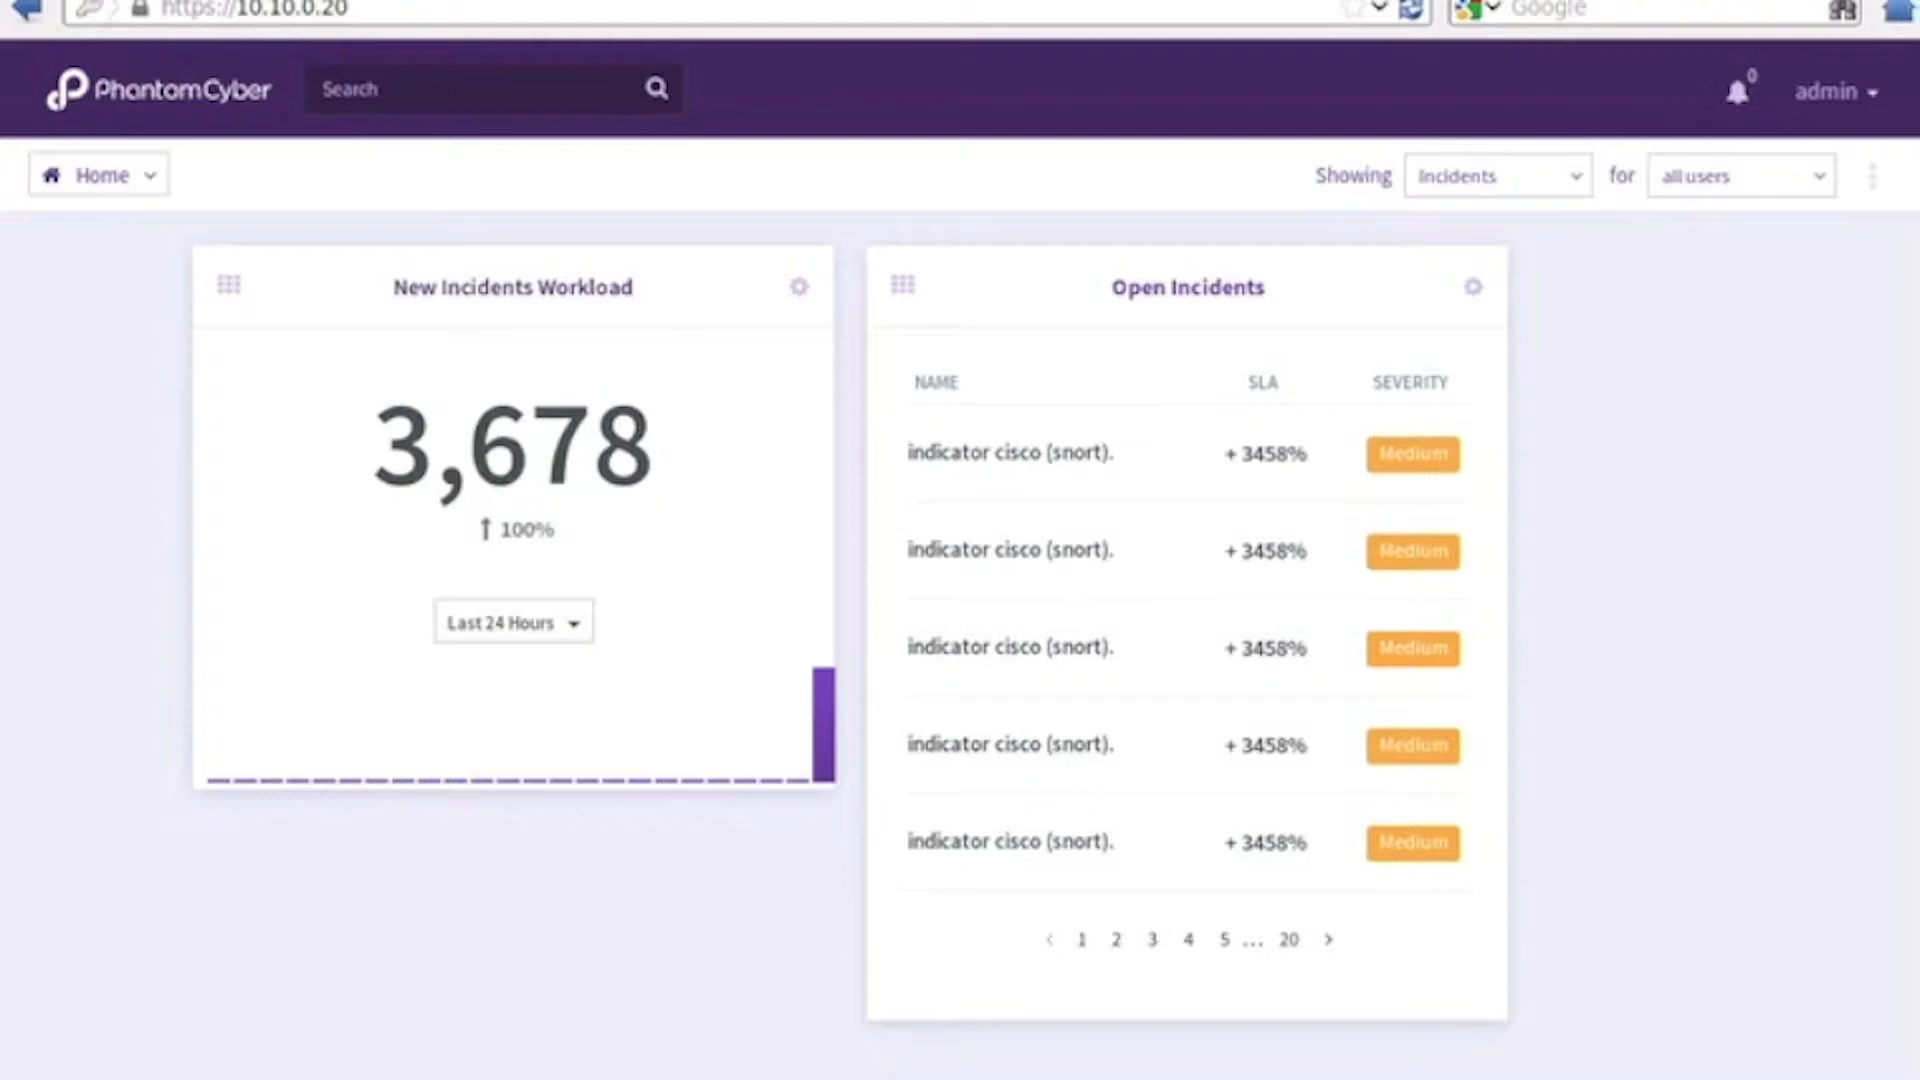 https://10.10.0.20
Google
PhantomCyber
Search
0
admin
Home
Showing
Incidents
for
all users
New Incidents Workload
3,678
↑ 100%
Last 24 Hours
Open Incidents
NAME SLA SEVERITY
indicator cisco (snort). + 3458% Medium
indicator cisco (snort). + 3458% Medium
indicator cisco (snort). + 3458% Medium
indicator cisco (snort). + 3458% Medium
indicator cisco (snort). + 3458% Medium
‹ 1 2 3 4 5 ... 20 ›